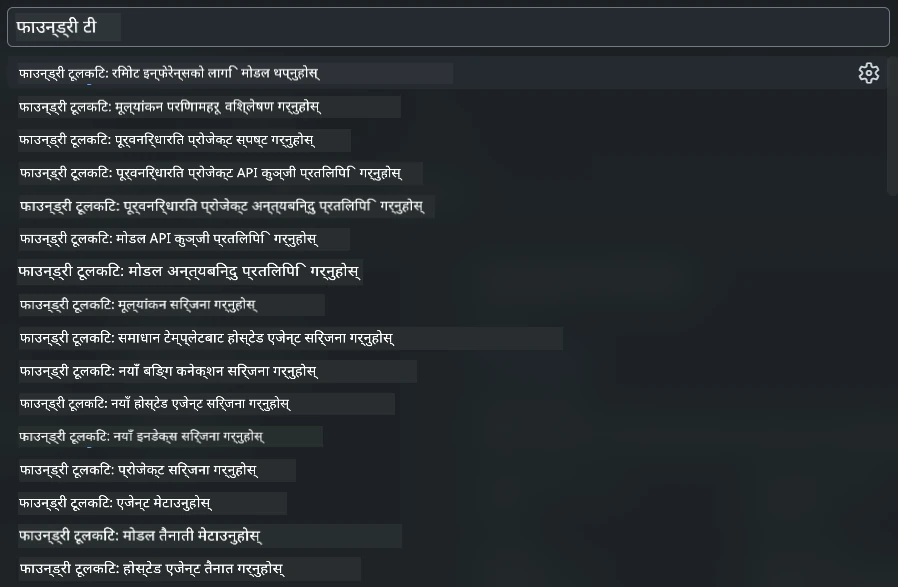 फाउन्ड्री टी
फाउन्ड्री टूलकिट: रिमोट इन्फेरेन्सको लागि मोडल थप्नुहोस्
फाउन्ड्री टूलकिट: मूल्यांकन परिणामहरू विश्लेषण गर्नुहोस्
फाउन्ड्री टूलकिट: पूर्वनिर्धारित प्रोजेक्ट स्पष्ट गर्नुहोस्
फाउन्ड्री टूलकिट: पूर्वनिर्धारित प्रोजेक्ट API कुञ्जी प्रतिलिपि गर्नुहोस्
फाउन्ड्री टूलकिट: पूर्वनिर्धारित प्रोजेक्ट अन्त्यबिन्दु प्रतिलिपि गर्नुहोस्
फाउन्ड्री टूलकिट: मोडल API कुञ्जी प्रतिलिपि गर्नुहोस्
फाउन्ड्री टूलकिट: मोडल अन्त्यबिन्दु प्रतिलिपि गर्नुहोस्
फाउन्ड्री टूलकिट: मूल्यांकन सिर्जना गर्नुहोस्
फाउन्ड्री टूलकिट: समाधान टेम्प्लेटबाट होस्टेड एजेन्ट सिर्जना गर्नुहोस्
फाउन्ड्री टूलकिट: नयाँ बिङ्ग कनेक्शन सिर्जना गर्नुहोस्
फाउन्ड्री टूलकिट: नयाँ होस्टेड एजेन्ट सिर्जना गर्नुहोस्
फाउन्ड्री टूलकिट: नयाँ इनडेक्स सिर्जना गर्नुहोस्
फाउन्ड्री टूलकिट: प्रोजेक्ट सिर्जना गर्नुहोस्
फाउन्ड्री टूलकिट: एजेन्ट मेटाउनुहोस्
फाउन्ड्री टूलकिट: मोडल तैनाती मेटाउनुहोस्
फाउन्ड्री टूलकिट: होस्टेड एजेन्ट तैनात गर्नुहोस्